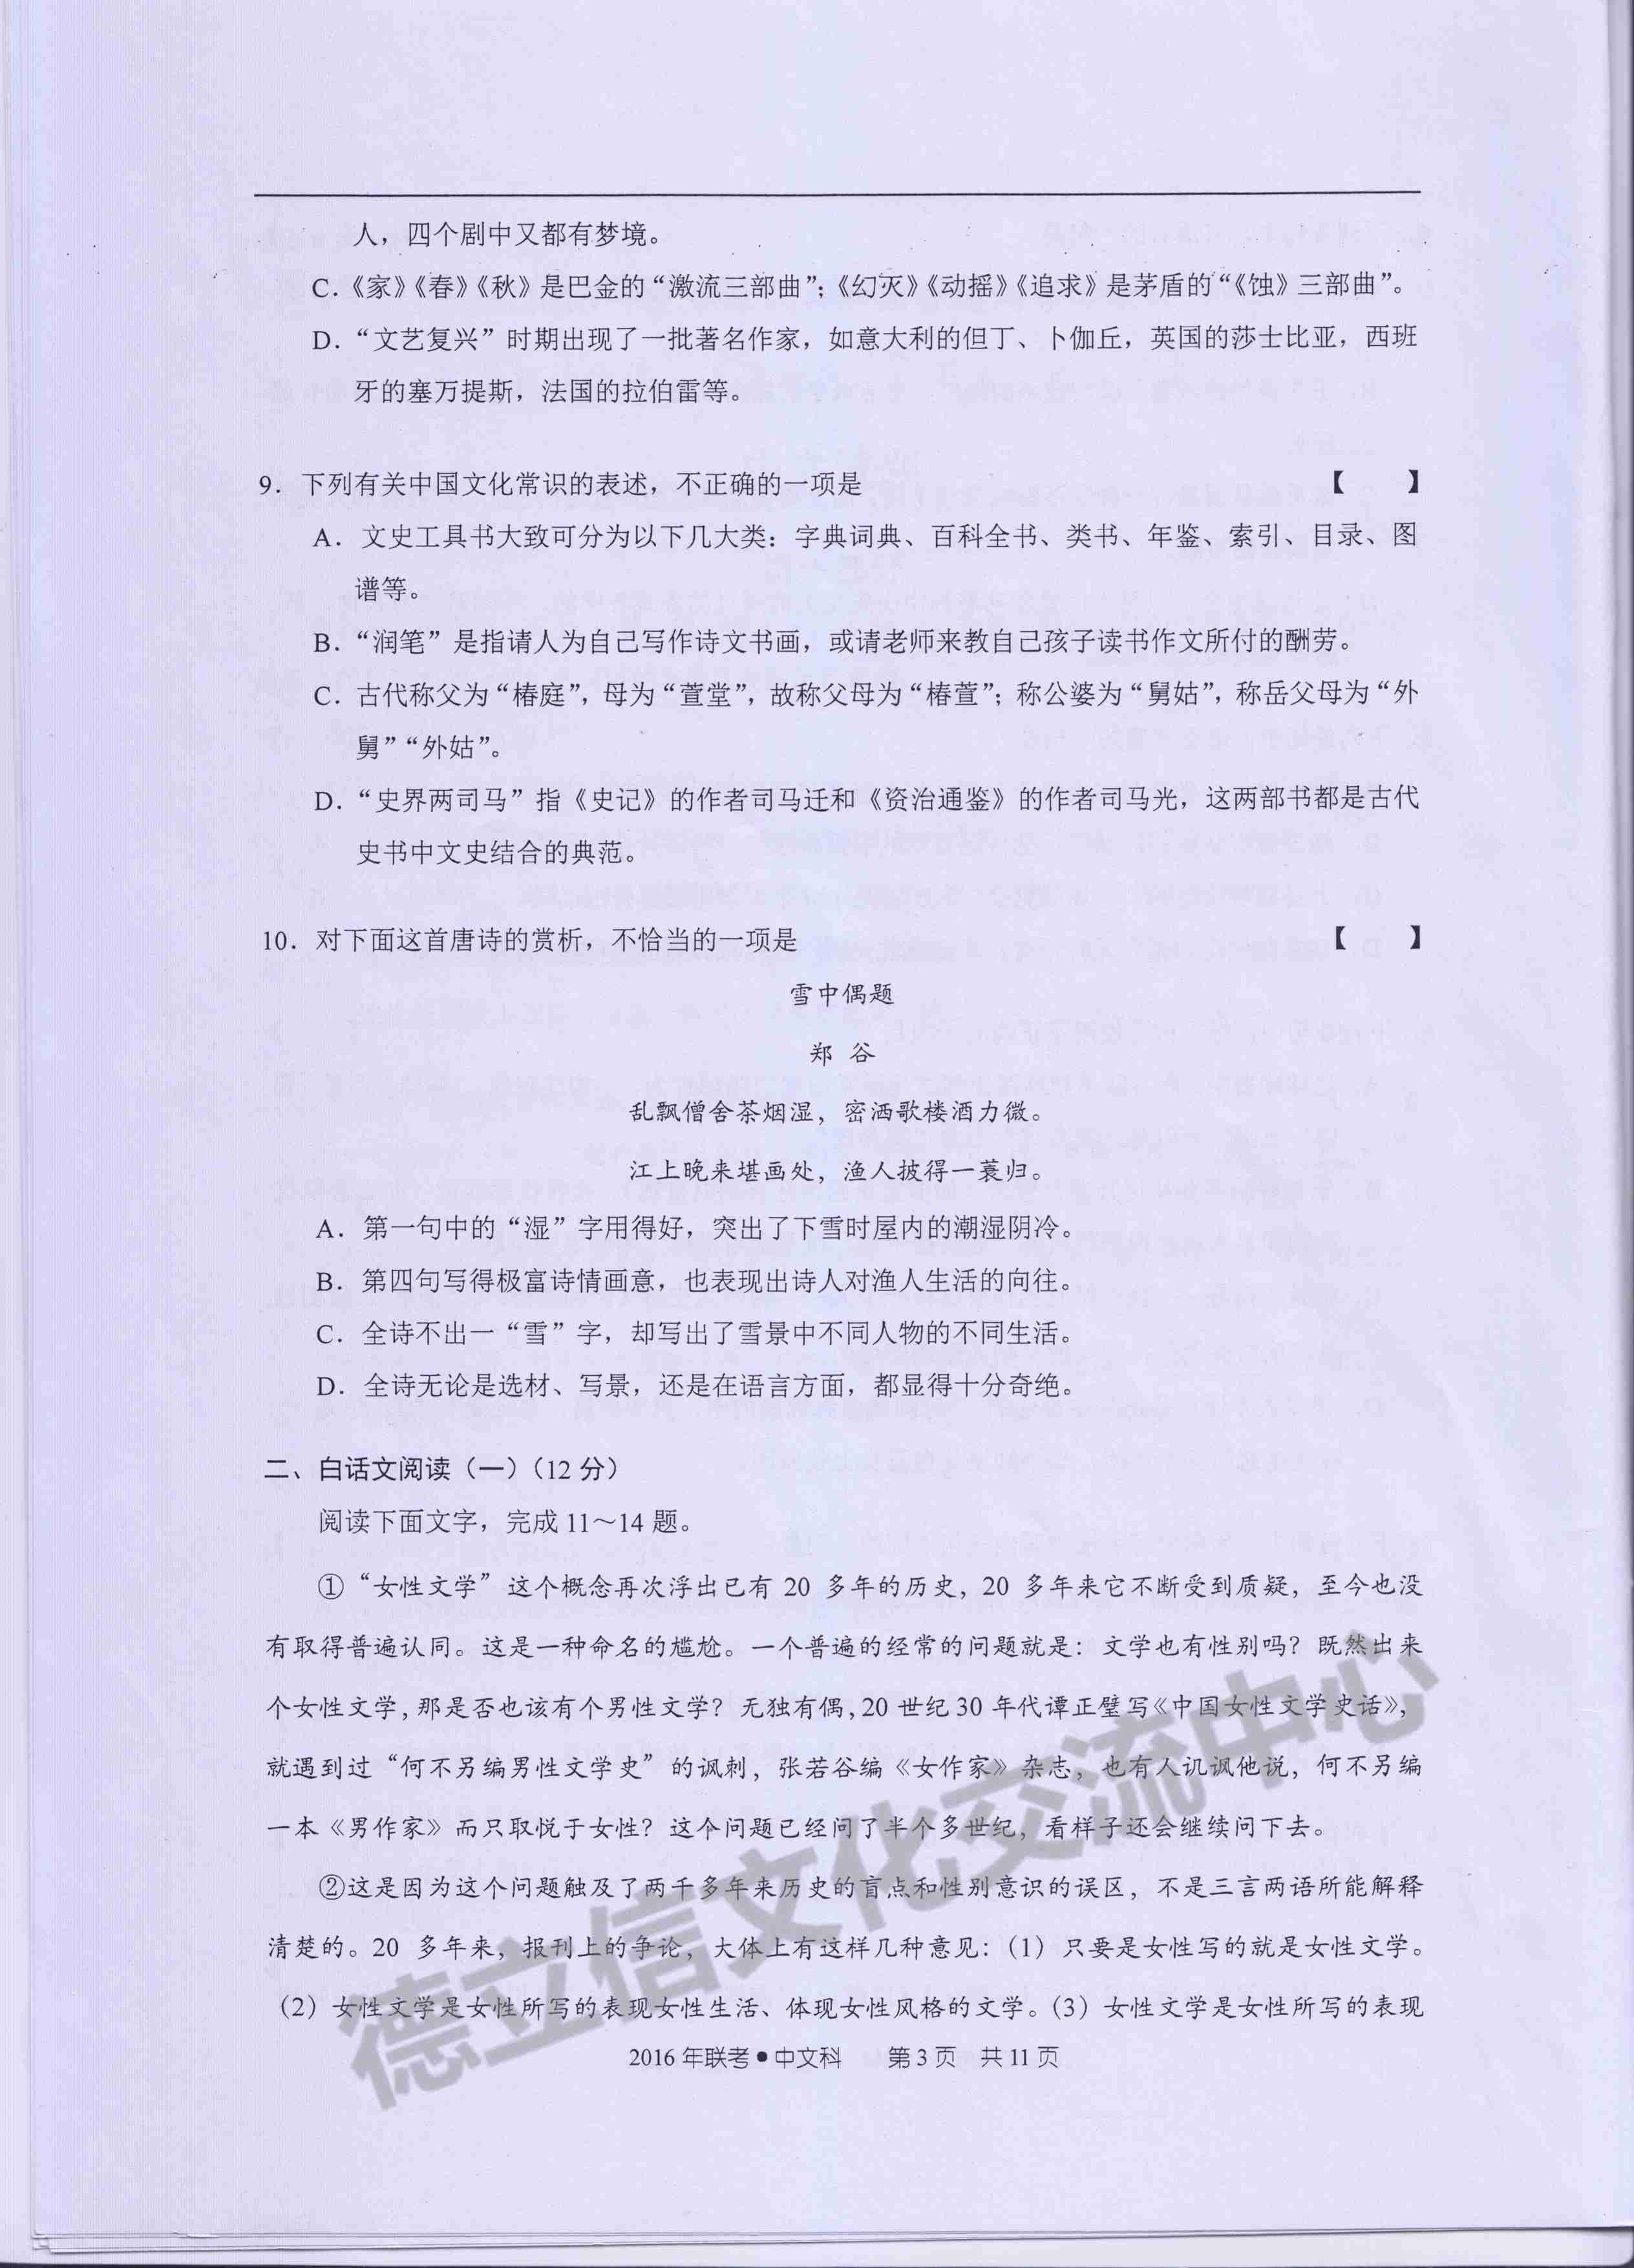 人，四个剧中又都有梦境。
C．《家》《春》《秋》是巴金的“激流三部曲”；《幻灭》《动摇》《追求》是茅盾的“《蚀》三部曲”。
D．“文艺复兴”时期出现了一批著名作家，如意大利的但丁、卜伽丘，英国的莎士比亚，西班
牙的塞万提斯，法国的拉伯雷等。
9．下列有关中国文化常识的表述，不正确的一项是 【 】
A．文史工具书大致可分为以下几大类：字典词典、百科全书、类书、年鉴、索引、目录、图
谱等。
B．“润笔”是指请人为自己写作诗文书画，或请老师来教自己孩子读书作文所付的酬劳。
C．古代称父为“椿庭”，母为“萱堂”，故称父母为“椿萱”；称公婆为“舅姑”，称岳父母为“外
舅”“外姑”。
D．“史界两司马”指《史记》的作者司马迁和《资治通鉴》的作者司马光，这两部书都是古代
史书中文史结合的典范。
10．对下面这首唐诗的赏析，不恰当的一项是 【 】
雪中偶题
郑 谷
乱飘僧舍茶烟湿，密洒歌楼酒力微。
江上晚来堪画处，渔人披得一蓑归。
A．第一句中的“湿”字用得好，突出了下雪时屋内的潮湿阴冷。
B．第四句写得极富诗情画意，也表现出诗人对渔人生活的向往。
C．全诗不出一“雪”字，却写出了雪景中不同人物的不同生活。
D．全诗无论是选材、写景，还是在语言方面，都显得十分奇绝。
二、白话文阅读（一）（12 分）
阅读下面文字，完成 11～14 题。
①“女性文学”这个概念再次浮出已有 20 多年的历史，20 多年来它不断受到质疑，至今也没
有取得普遍认同。这是一种命名的尴尬。一个普遍的经常的问题就是：文学也有性别吗？既然出来
个女性文学，那是否也该有个男性文学？无独有偶，20 世纪 30 年代谭正璧写《中国女性文学史话》，
就遇到过“何不另编男性文学史”的讽刺，张若谷编《女作家》杂志，也有人讥讽他说，何不另编
一本《男作家》而只取悦于女性？这个问题已经问了半个多世纪，看样子还会继续问下去。
②这是因为这个问题触及了两千多年来历史的盲点和性别意识的误区，不是三言两语所能解释
清楚的。20 多年来，报刊上的争论，大体上有这样几种意见：（1）只要是女性写的就是女性文学。
（2）女性文学是女性所写的表现女性生活、体现女性风格的文学。（3）女性文学是女性所写的表现
德立信文化交流中心
2016 年联考●中文科 第 3 页 共 11 页